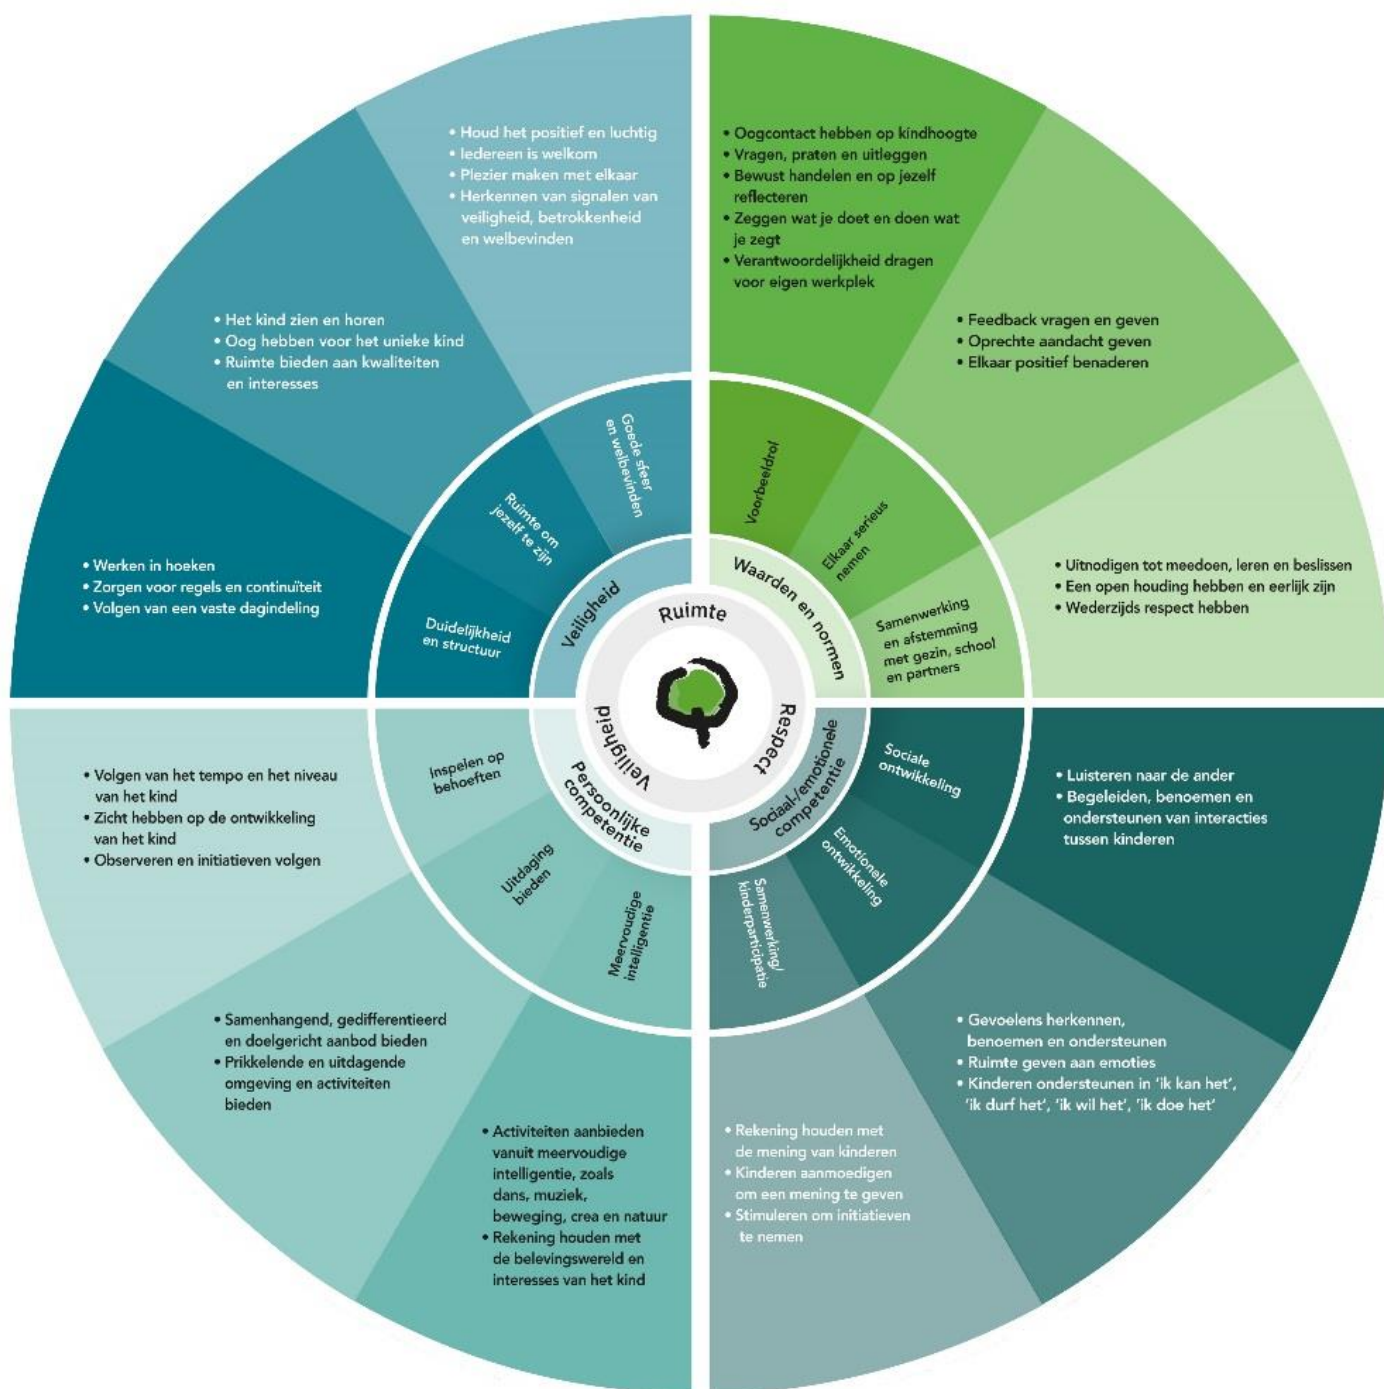 • Houd het positief en luchtig
• Iedereen is welkom
• Plezier maken met elkaar
• Herkennen van signalen van
veiligheid, betrokkenheid
en welbevinden
• Oogcontact hebben op kindhoogte
• Vragen, praten en uitleggen
• Bewust handelen en op jezelf
reflecteren
• Zeggen wat je doet en doen wat
je zegt
• Verantwoordelijkheid dragen
voor eigen werkplek
• Het kind zien en horen
• Oog hebben voor het unieke kind
• Ruimte bieden aan kwaliteiten
en interesses
• Feedback vragen en geven
• Oprechte aandacht geven
• Elkaar positief benaderen
• Werken in hoeken
• Zorgen voor regels en continuïteit
• Volgen van een vaste dagindeling
• Uitnodigen tot meedoen, leren en beslissen
• Een open houding hebben en eerlijk zijn
• Wederzijds respect hebben
Goede sfeer
en welbevinden
Ruimte om
jezelf te zijn
Duidelijkheid
en structuur
Voorbeeldrol
Elkaar serieus
nemen
Samenwerking
en afstemming
met gezin, school
en partners
Veiligheid
Waarden en normen
Ruimte
Respect
Veiligheid
Persoonlijke
competentie
Sociaal-/emotionele
competentie
Inspelen op
behoeften
Uitdaging
bieden
Meervoudige
intelligentie
Sociale
ontwikkeling
Emotionele
ontwikkeling
Samenwerking/
kinderparticipatie
• Volgen van het tempo en het niveau
van het kind
• Zicht hebben op de ontwikkeling
van het kind
• Observeren en initiatieven volgen
• Luisteren naar de ander
• Begeleiden, benoemen en
ondersteunen van interacties
tussen kinderen
• Samenhangend, gedifferentieerd
en doelgericht aanbod bieden
• Prikkelende en uitdagende
omgeving en activiteiten
bieden
• Gevoelens herkennen,
benoemen en ondersteunen
• Ruimte geven aan emoties
• Kinderen ondersteunen in ‘ik kan het’,
‘ik durf het’, ‘ik wil het’, ‘ik doe het’
• Activiteiten aanbieden
vanuit meervoudige
intelligentie, zoals
dans, muziek,
beweging, crea en natuur
• Rekening houden met
de belevingswereld en
interesses van het kind
• Rekening houden met
de mening van kinderen
• Kinderen aanmoedigen
om een mening te geven
• Stimuleren om initiatieven
te nemen